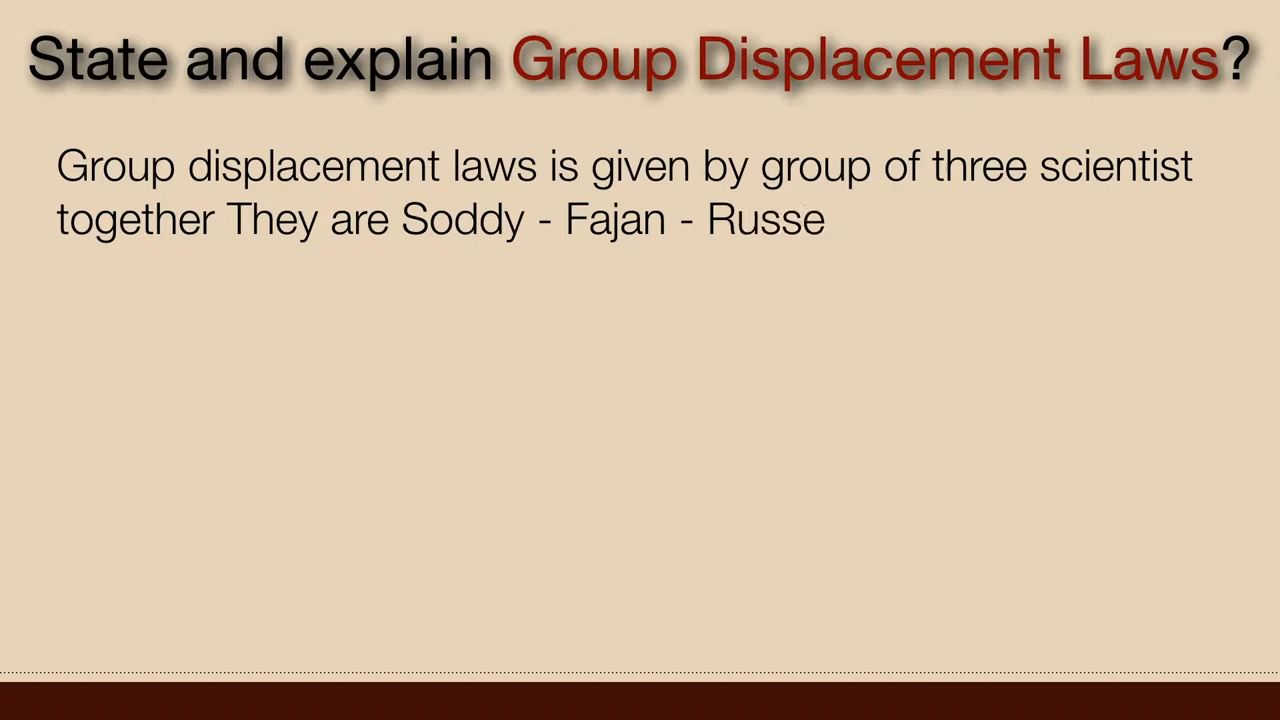 State and explain Group Displacement Laws?
Group displacement laws is given by group of three scientist
together They are Soddy - Fajan - Russe